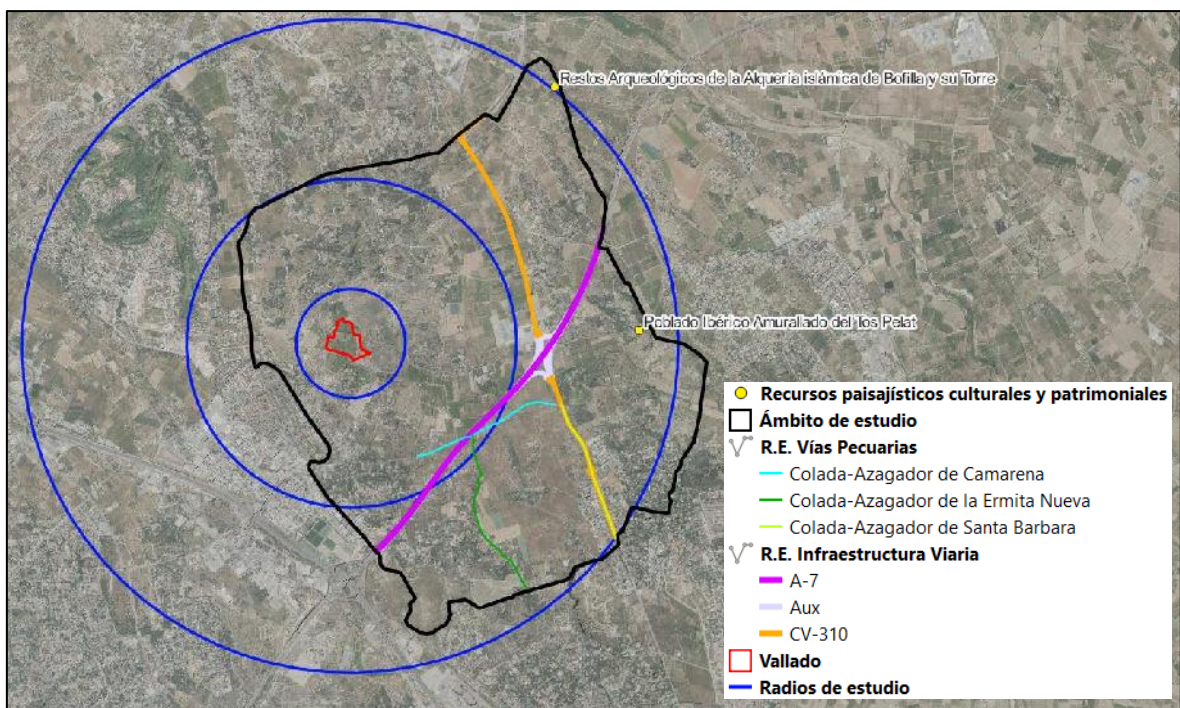 Restos Arqueológicos de la Alquería islámica de Bofilla y su Torre
Poblado Ibérico Amurallado del Tos Pelat
Recursos paisajísticos culturales y patrimoniales
Ámbito de estudio
R.E. Vías Pecuarias
Colada-Azagador de Camarena
Colada-Azagador de la Ermita Nueva
Colada-Azagador de Santa Barbara
R.E. Infraestructura Viaria
A-7
Aux
CV-310
Vallado
Radios de estudio